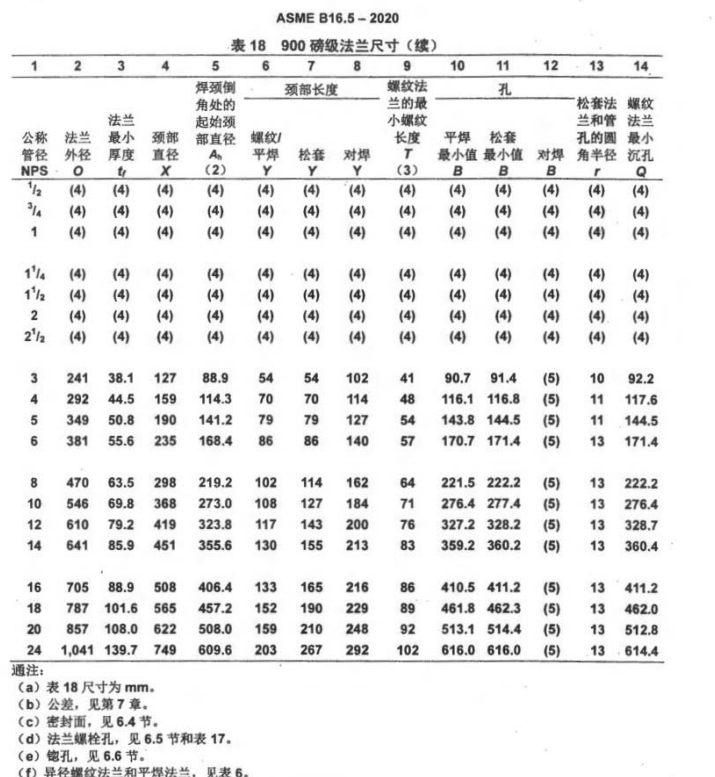 ASME B16.5 – 2020
表 18 900 磅级法兰尺寸（续）
1 2 3 4 5 6 7 8 9 10 11 12 13 14
公称管径 NPS 法兰外径 O 法兰最小厚度 tf 颈部直径 X 焊颈倒角处的起始颈部直径 Ah （2） 颈部长度 螺纹/平焊 Y 松套 Y 对焊 Y 螺纹法兰的最小螺纹长度 T （3） 孔 平焊最小值 B 松套最小值 B 对焊 B 松套法兰和管孔的圆角半径 r 螺纹法兰最小沉孔 Q
1/2 (4) (4) (4) (4) (4) (4) (4) (4) (4) (4) (4) (4) (4)
3/4 (4) (4) (4) (4) (4) (4) (4) (4) (4) (4) (4) (4) (4)
1 (4) (4) (4) (4) (4) (4) (4) (4) (4) (4) (4) (4) (4)
1 1/4 (4) (4) (4) (4) (4) (4) (4) (4) (4) (4) (4) (4) (4)
1 1/2 (4) (4) (4) (4) (4) (4) (4) (4) (4) (4) (4) (4) (4)
2 (4) (4) (4) (4) (4) (4) (4) (4) (4) (4) (4) (4) (4)
2 1/2 (4) (4) (4) (4) (4) (4) (4) (4) (4) (4) (4) (4) (4)
3 241 38.1 127 88.9 54 54 102 41 90.7 91.4 (5) 10 92.2
4 292 44.5 159 114.3 70 70 114 48 116.1 116.8 (5) 11 117.6
5 349 50.8 190 141.2 79 79 127 54 143.8 144.5 (5) 11 144.5
6 381 55.6 235 168.4 86 86 140 57 170.7 171.4 (5) 13 171.4
8 470 63.5 298 219.2 102 114 162 64 221.5 222.2 (5) 13 222.2
10 546 69.8 368 273.0 108 127 184 71 276.4 277.4 (5) 13 276.4
12 610 79.2 419 323.8 117 143 200 76 327.2 328.2 (5) 13 328.7
14 641 85.9 451 355.6 130 155 213 83 359.2 360.2 (5) 13 360.4
16 705 88.9 508 406.4 133 165 216 86 410.5 411.2 (5) 13 411.2
18 787 101.6 565 457.2 152 190 229 89 461.8 462.3 (5) 13 462.0
20 857 108.0 622 508.0 159 210 248 92 513.1 514.4 (5) 13 512.8
24 1,041 139.7 749 609.6 203 267 292 102 616.0 616.0 (5) 13 614.4
通注：
（a）表 18 尺寸为 mm。
（b）公差，见第 7 章。
（c）密封面，见 6.4 节。
（d）法兰螺栓孔，见 6.5 节和表 17。
（e）锪孔，见 6.6 节。
（f）异径螺纹法兰和平焊法兰，见表 6。